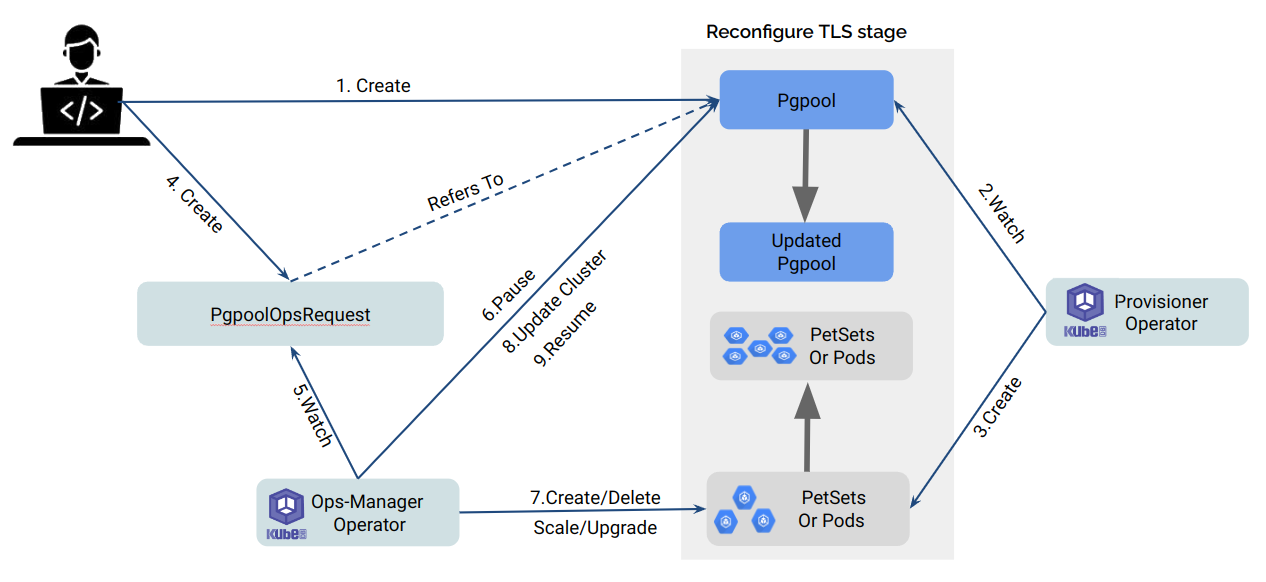 Reconfigure TLS stage
1. Create
Pgpool
4. Create
Refers To
2.Watch
Updated
Pgpool
PgpoolOpsRequest
6.Pause
8.Update Cluster
9.Resume
Provisioner
Operator
PetSets
Or Pods
5.Watch
3.Create
Ops-Manager
Operator
7.Create/Delete
Scale/Upgrade
PetSets
Or Pods